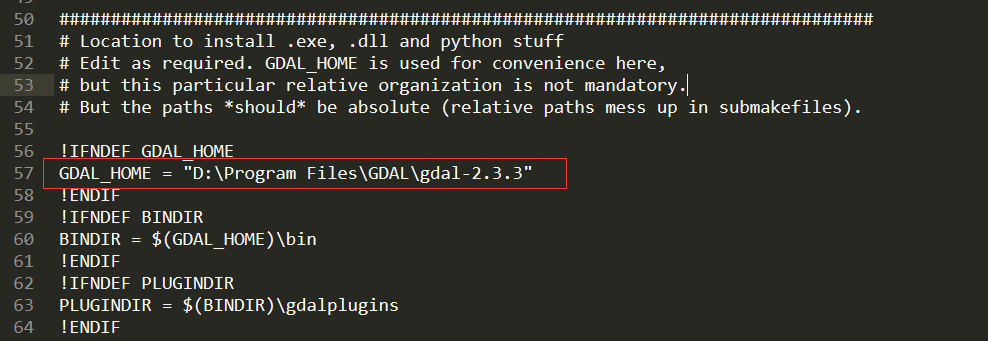 50 ##################################################################################
51 # Location to install .exe, .dll and python stuff
52 # Edit as required. GDAL_HOME is used for convenience here,
53 # but this particular relative organization is not mandatory.
54 # But the paths *should* be absolute (relative paths mess up in submakefiles).
55
56 !IFNDEF GDAL_HOME
57 GDAL_HOME = "D:\Program Files\GDAL\gdal-2.3.3"
58 !ENDIF
59 !IFNDEF BINDIR
60 BINDIR = $(GDAL_HOME)\bin
61 !ENDIF
62 !IFNDEF PLUGINDIR
63 PLUGINDIR = $(BINDIR)\gdalplugins
64 !ENDIF